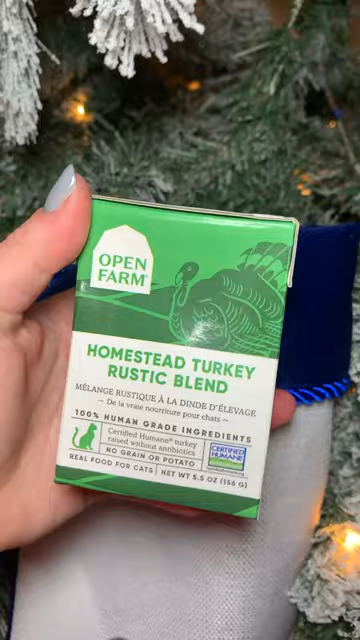 OPEN
FARM®
HOMESTEAD TURKEY
RUSTIC BLEND
MÉLANGE RUSTIQUE À LA DINDE D'ÉLEVAGE
– De la vraie nourriture pour chats –
100% HUMAN GRADE INGREDIENTS
Certified Humane® turkey
raised without antibiotics
NO GRAIN OR POTATO
CERTIFIED
HUMANE
REAL FOOD FOR CATS
NET WT 5.5 OZ (156 G)